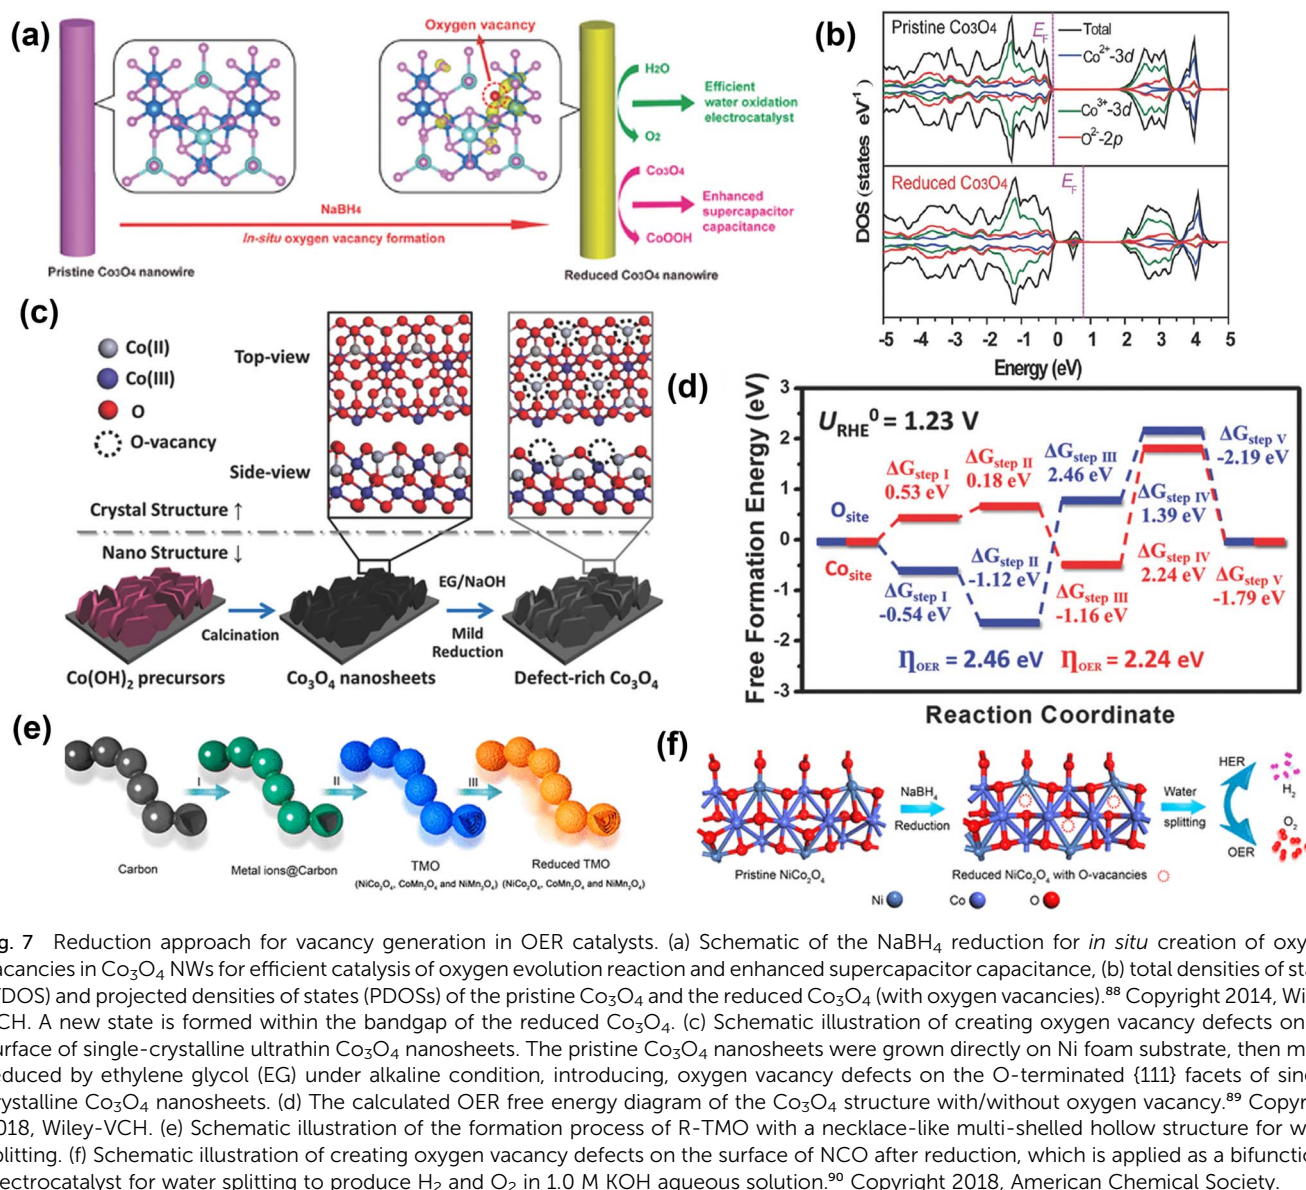 (a)
Oxygen vacancy
H2O
Efficient
water oxidation
electrocatalyst
O2
Co3O4
Enhanced
supercapacitor
capacitance
CoOOH
NaBH4
In-situ oxygen vacancy formation
Pristine Co3O4 nanowire
Reduced Co3O4 nanowire
(b)
Pristine Co3O4
EF
Total
Co²⁺-3d
Co³⁺-3d
O²⁻-2p
Reduced Co3O4
EF
DOS (states eV⁻¹)
-5 -4 -3 -2 -1 0 1 2 3 4 5
Energy (eV)
(c)
Co(II)
Co(III)
O
O-vacancy
Top-view
Side-view
Crystal Structure ↑
Nano Structure ↓
Calcination
EG/NaOH
Mild
Reduction
Co(OH)₂ precursors
Co₃O₄ nanosheets
Defect-rich Co₃O₄
(d)
Free Formation Energy (eV)
3
2
1
0
-1
-2
-3
U_RHE⁰ = 1.23 V
O_site
Co_site
ΔG_step I
0.53 eV
ΔG_step II
0.18 eV
ΔG_step III
2.46 eV
ΔG_step V
-2.19 eV
ΔG_step IV
1.39 eV
ΔG_step I
-0.54 eV
ΔG_step II
-1.12 eV
ΔG_step III
-1.16 eV
ΔG_step IV
2.24 eV
ΔG_step V
-1.79 eV
η_OER = 2.46 eV η_OER = 2.24 eV
Reaction Coordinate
(e)
I
II
III
Carbon
Metal ions@Carbon
TMO
(NiCo₂O₄, CoMn₂O₄ and NiMn₂O₄)
Reduced TMO
(NiCo₂O₄, CoMn₂O₄ and NiMn₂O₄)
(f)
NaBH₄
Reduction
Water
splitting
HER
H₂
O₂
OER
Pristine NiCo₂O₄
Reduced NiCo₂O₄ with O-vacancies
Ni
Co
O
g. 7 Reduction approach for vacancy generation in OER catalysts. (a) Schematic of the NaBH₄ reduction for in situ creation of oxy
acancies in Co₃O₄ NWs for efficient catalysis of oxygen evolution reaction and enhanced supercapacitor capacitance, (b) total densities of sta
DOS) and projected densities of states (PDOSs) of the pristine Co₃O₄ and the reduced Co₃O₄ (with oxygen vacancies).⁸⁸ Copyright 2014, Wi
CH. A new state is formed within the bandgap of the reduced Co₃O₄. (c) Schematic illustration of creating oxygen vacancy defects on
urface of single-crystalline ultrathin Co₃O₄ nanosheets. The pristine Co₃O₄ nanosheets were grown directly on Ni foam substrate, then m
educed by ethylene glycol (EG) under alkaline condition, introducing, oxygen vacancy defects on the O-terminated {111} facets of sin
rystalline Co₃O₄ nanosheets. (d) The calculated OER free energy diagram of the Co₃O₄ structure with/without oxygen vacancy.⁸⁹ Copyr
018, Wiley-VCH. (e) Schematic illustration of the formation process of R-TMO with a necklace-like multi-shelled hollow structure for w
plitting. (f) Schematic illustration of creating oxygen vacancy defects on the surface of NCO after reduction, which is applied as a bifunction
ectrocatalyst for water splitting to produce H₂ and O₂ in 1.0 M KOH aqueous solution.⁹⁰ Copyright 2018, American Chemical Society.